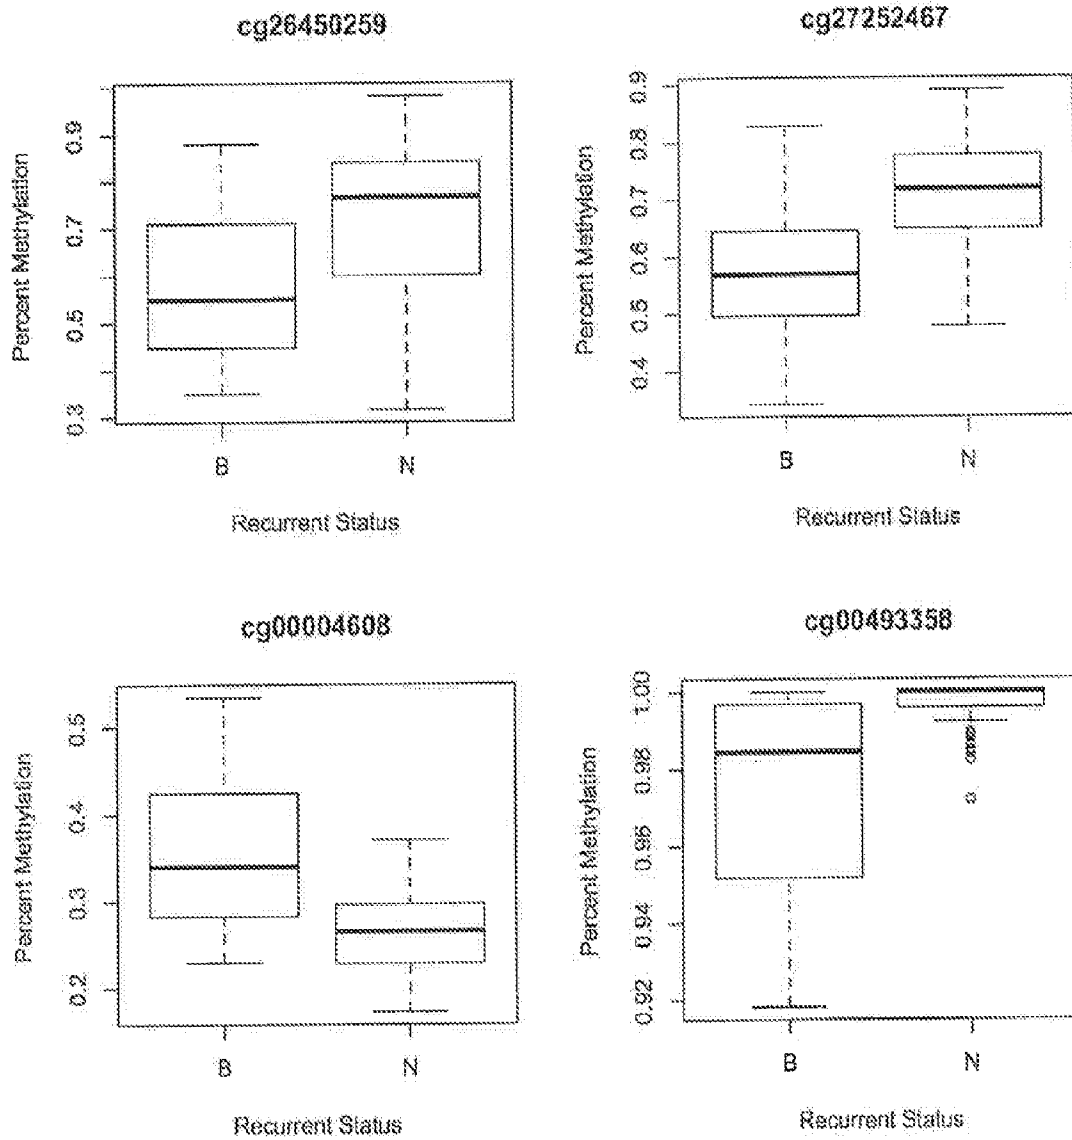 cg26450259
Percent Methylation
0.9
0.7
0.5
0.3
B N
Recurrent Status
cg27252467
Percent Methylation
0.9
0.8
0.7
0.6
0.5
0.4
B N
Recurrent Status
cg00004608
Percent Methylation
0.5
0.4
0.3
0.2
B N
Recurrent Status
cg00493358
Percent Methylation
1.00
0.98
0.96
0.94
0.92
B N
Recurrent Status